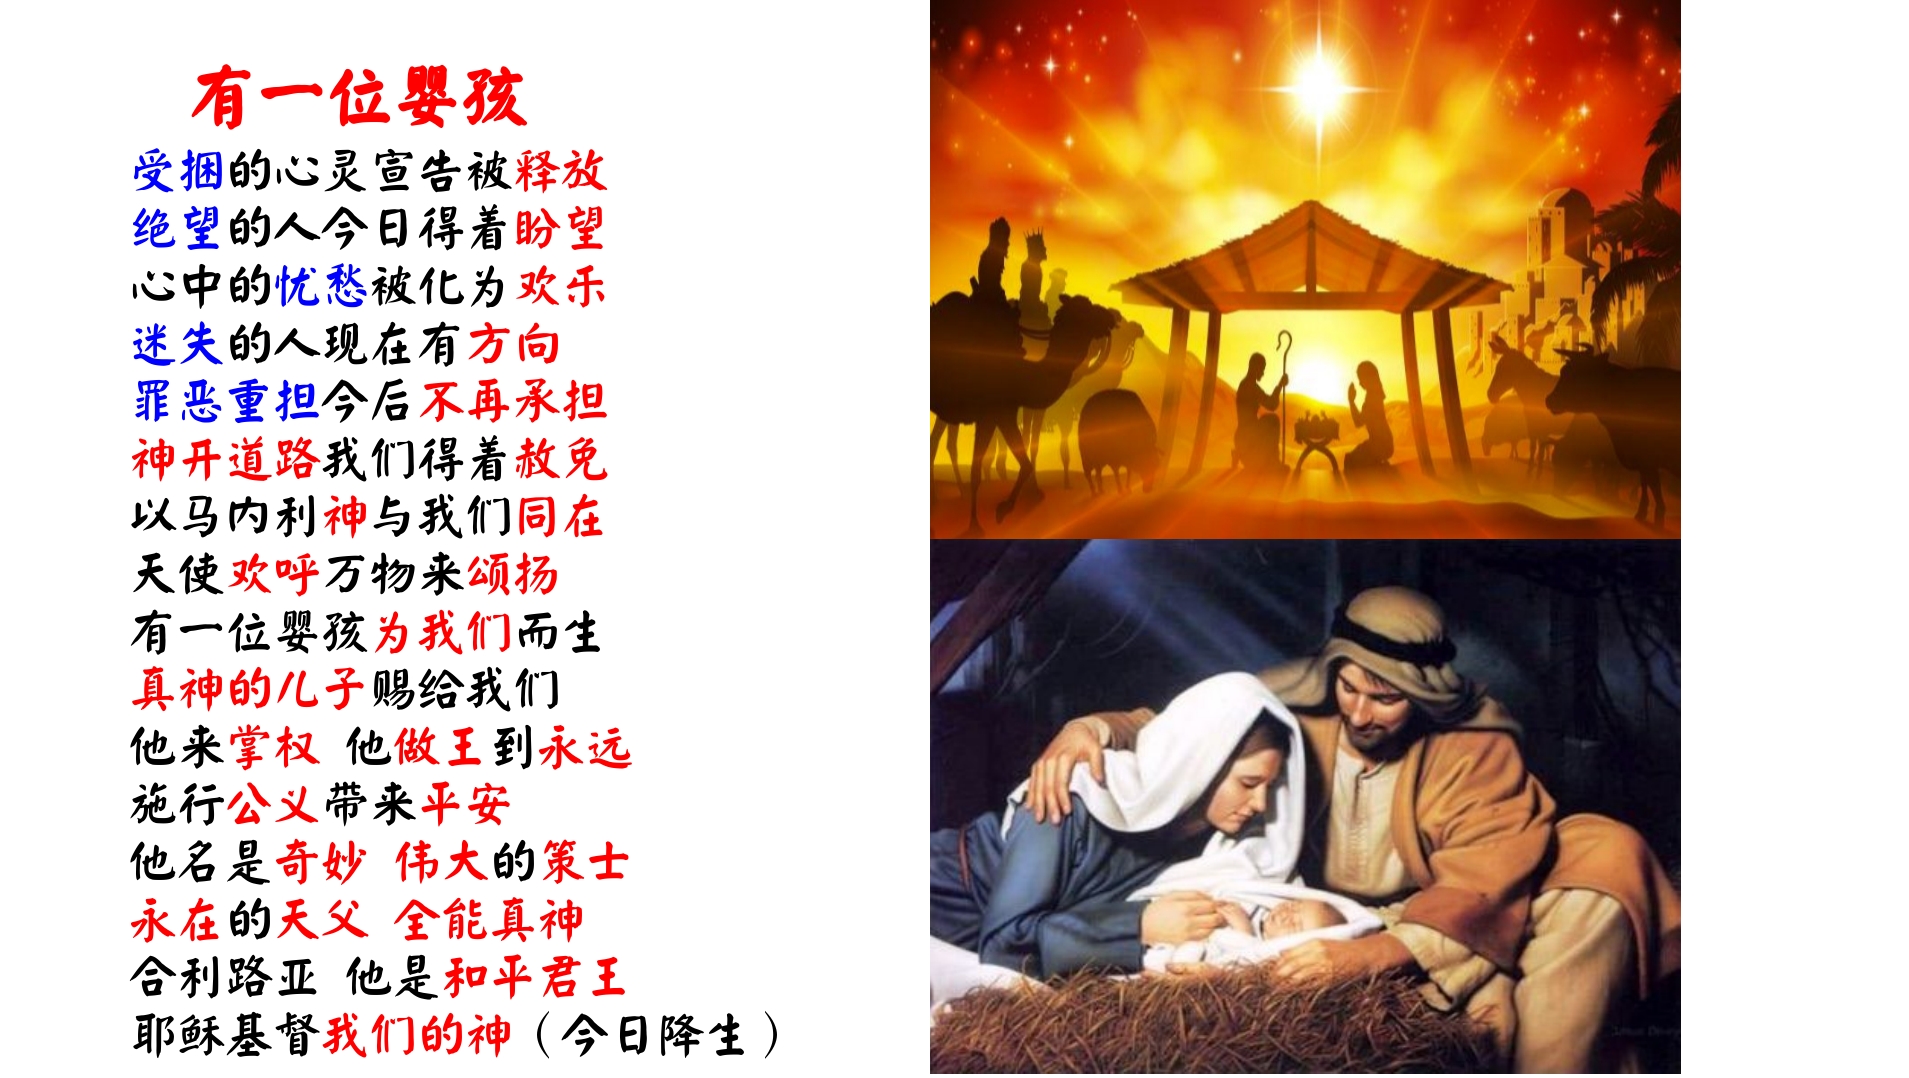 有一位婴孩
受捆的心灵宣告被释放
绝望的人今日得着盼望
心中的忧愁被化为欢乐
迷失的人现在有方向
罪恶重担今后不再承担
神开道路我们得着赦免
以马内利神与我们同在
天使欢呼万物来颂扬
有一位婴孩为我们而生
真神的儿子赐给我们
他来掌权 他做王到永远
施行公义带来平安
他名是奇妙 伟大的策士
永在的天父 全能真神
合利路亚 他是和平君王
耶稣基督我们的神（今日降生）